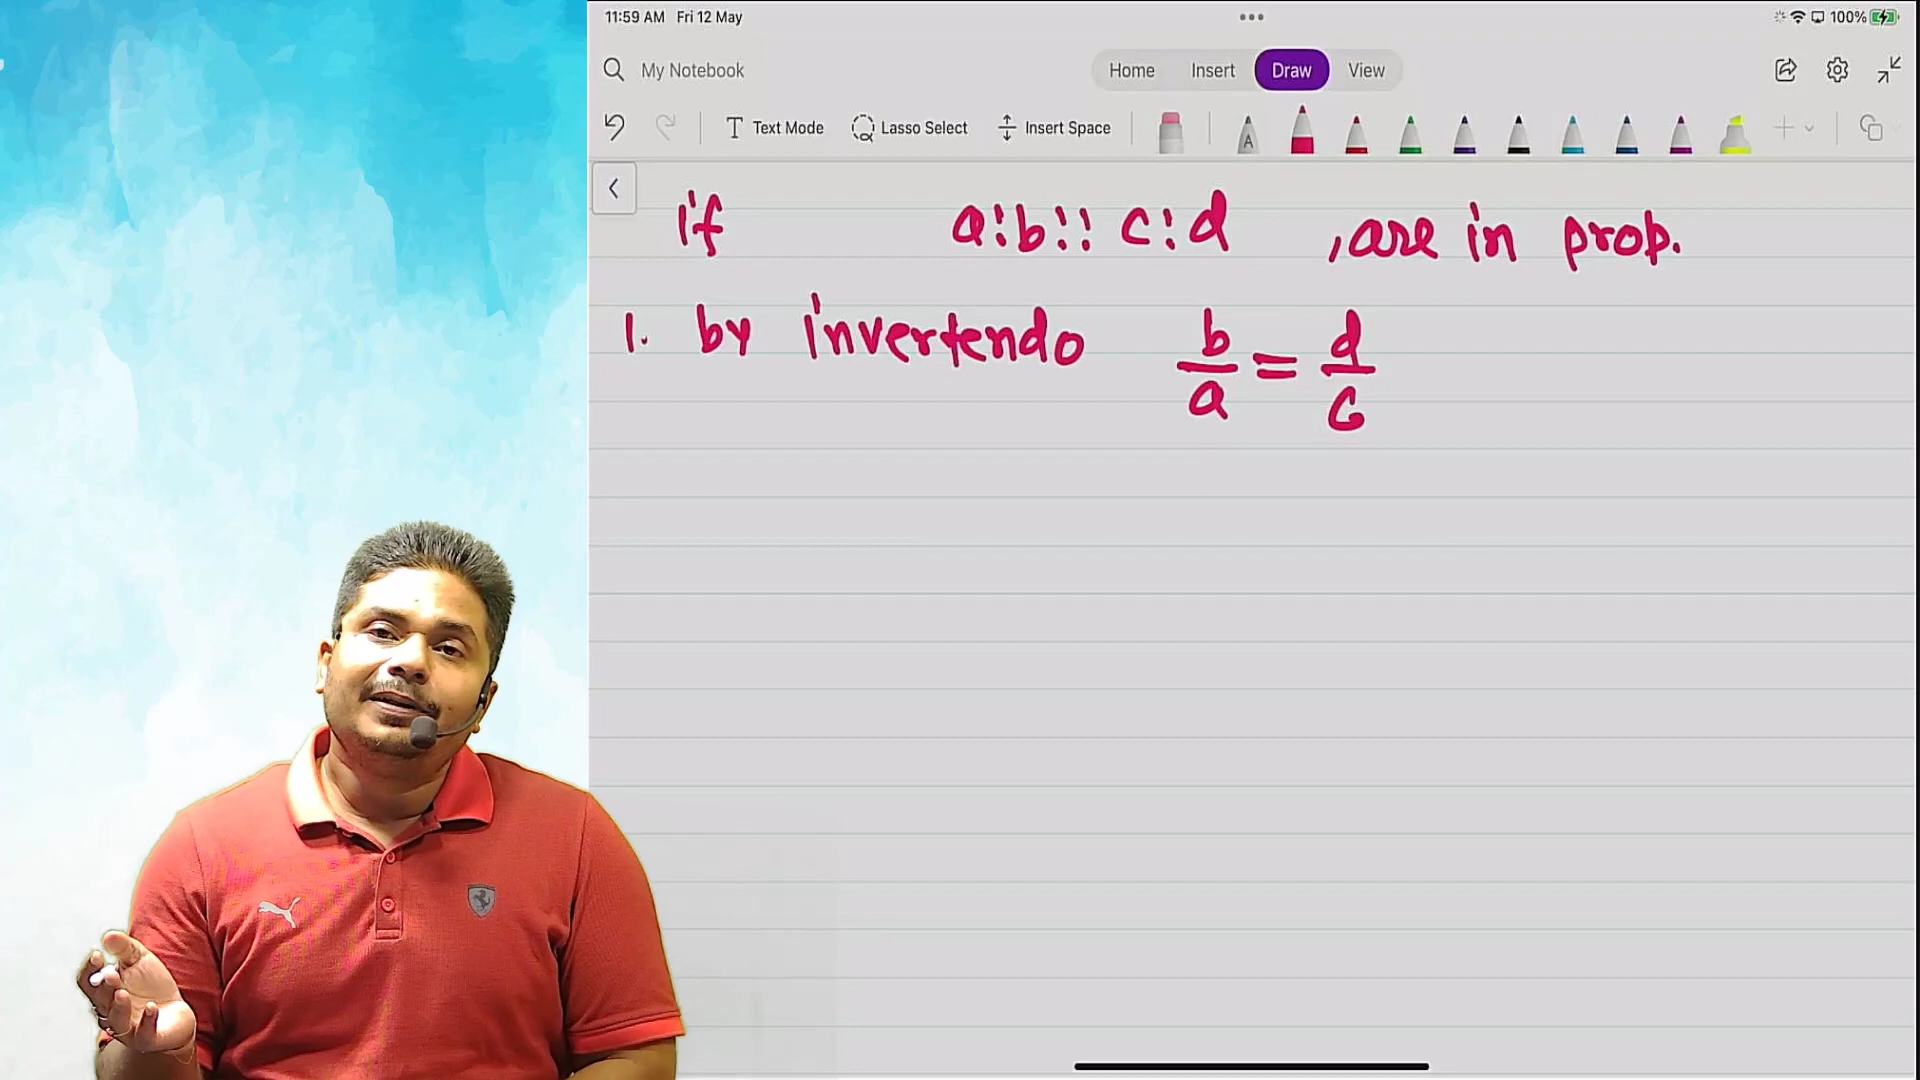 11:59 AM Fri 12 May 100%
My Notebook Home Insert Draw View
Text Mode Lasso Select Insert Space A
if a:b::c:d , are in prop.
1. by invertendo b/a = d/c